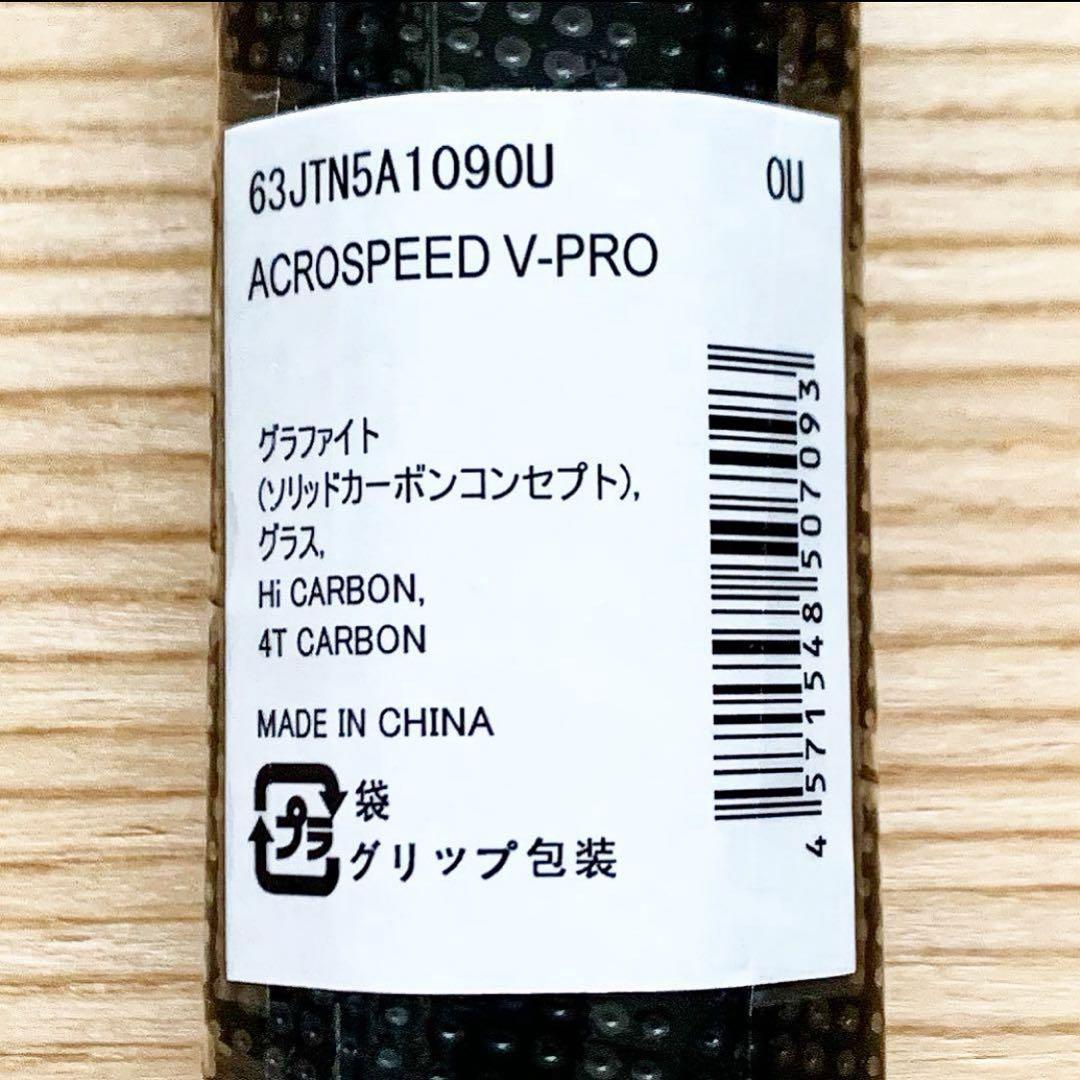 63JTN5A1090U
0U
ACROSPEED V-PRO
グラファイト
(ソリッドカーボンコンセプト),
グラス,
Hi CARBON,
4T CARBON
MADE IN CHINA
プラ
袋
グリップ包装
4571548507093